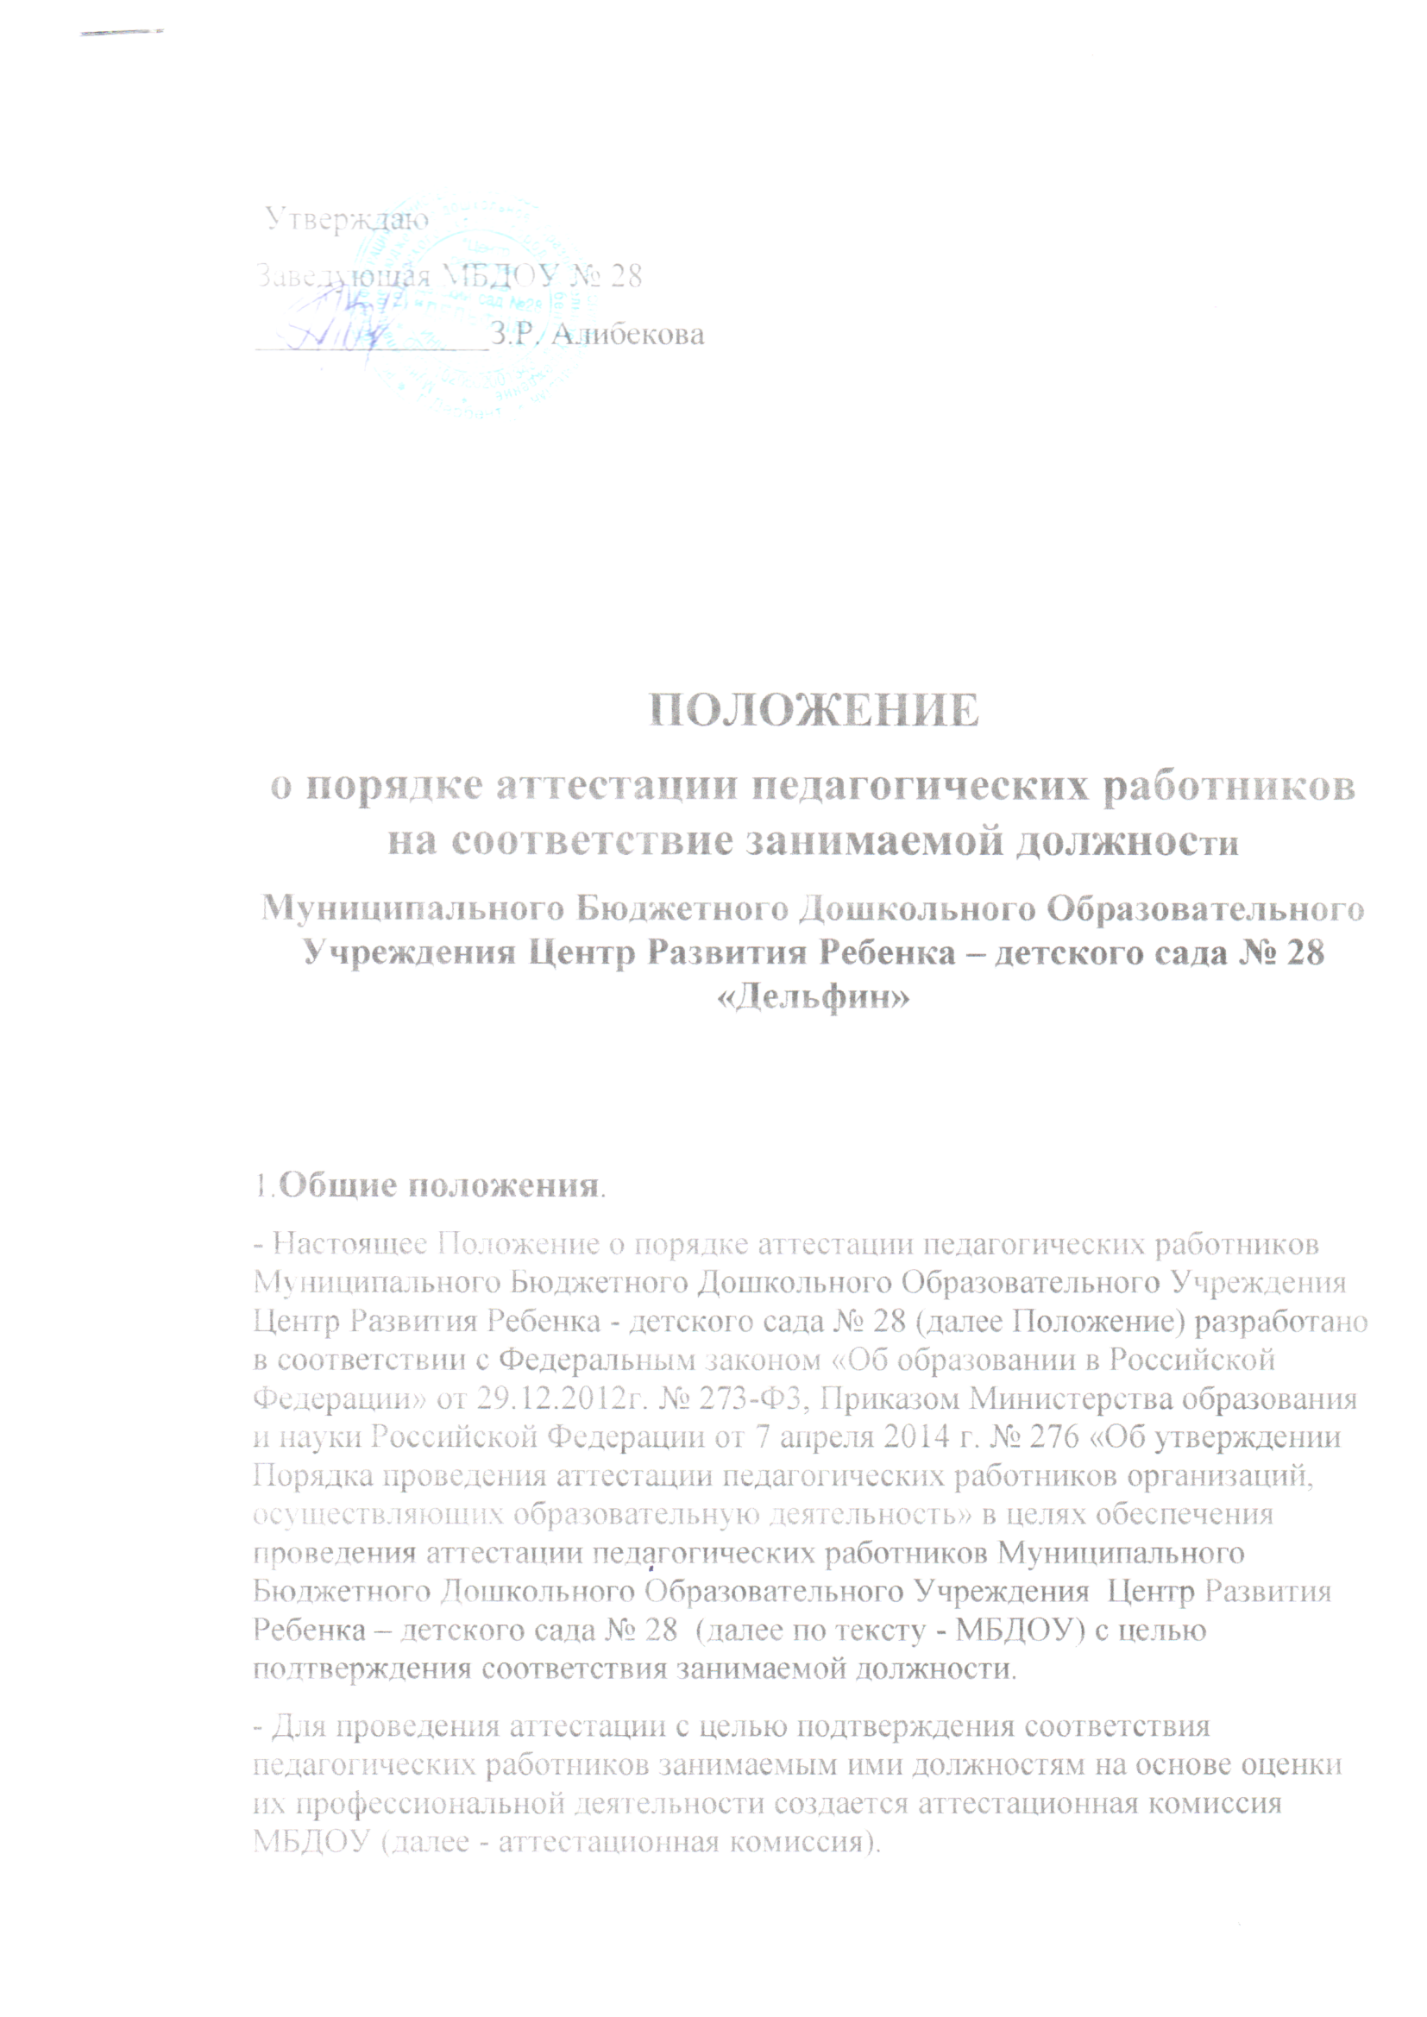 Утверждаю
Заведующая МБДОУ № 28
З.Р. Алибекова
ПОЛОЖЕНИЕ
о порядке аттестации педагогических работников
на соответствие занимаемой должности
Муниципального Бюджетного Дошкольного Образовательного
Учреждения Центр Развития Ребенка – детского сада № 28
«Дельфин»
1.Общие положения.
- Настоящее Положение о порядке аттестации педагогических работников
Муниципального Бюджетного Дошкольного Образовательного Учреждения
Центр Развития Ребенка - детского сада № 28 (далее Положение) разработано
в соответствии с Федеральным законом «Об образовании в Российской
Федерации» от 29.12.2012г. № 273-ФЗ, Приказом Министерства образования
и науки Российской Федерации от 7 апреля 2014 г. № 276 «Об утверждении
Порядка проведения аттестации педагогических работников организаций,
осуществляющих образовательную деятельность» в целях обеспечения
проведения аттестации педагогических работников Муниципального
Бюджетного Дошкольного Образовательного Учреждения Центр Развития
Ребенка – детского сада № 28 (далее по тексту - МБДОУ) с целью
подтверждения соответствия занимаемой должности.
- Для проведения аттестации с целью подтверждения соответствия
педагогических работников занимаемым ими должностям на основе оценки
их профессиональной деятельности создается аттестационная комиссия
МБДОУ (далее - аттестационная комиссия).